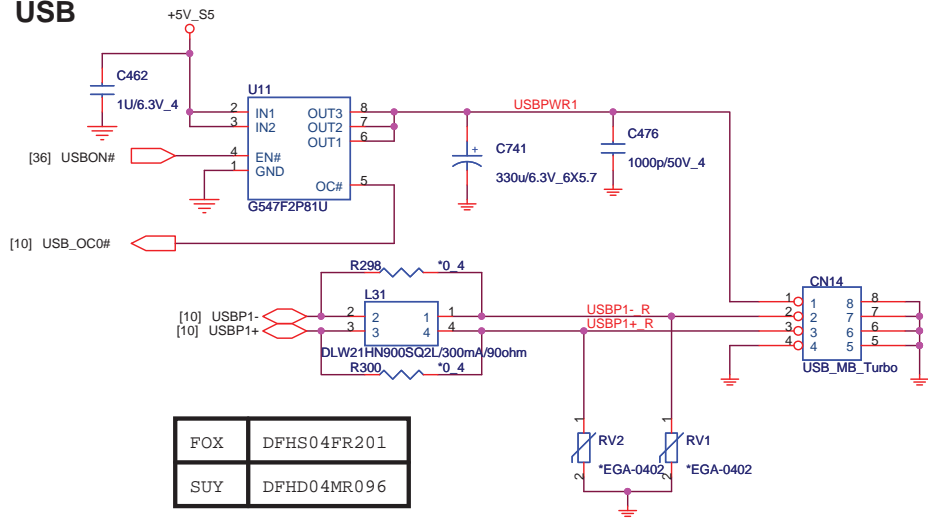 USB
+5V_S5
C462
1U/6.3V_4
U11
2 IN1 OUT3 8
3 IN2 OUT2 7
OUT1 6
4 EN#
1 GND
OC# 5
G547F2P81U
USBPWR1
C741
+
330u/6.3V_6X5.7
C476
1000p/50V_4
[36] USBON#
[10] USB_OC0#
R298 *0_4
L31
[10] USBP1- 2 2 1 1 USBP1-_R
[10] USBP1+ 3 3 4 4 USBP1+_R
DLW21HN900SQ2L/300mA/90ohm
R300 *0_4
CN14
1 1 8 8
2 2 7 7
3 3 6 6
4 4 5 5
USB_MB_Turbo
1 1
RV2 RV1
*EGA-0402 *EGA-0402
2 2
FOX DFHS04FR201
SUY DFHD04MR096